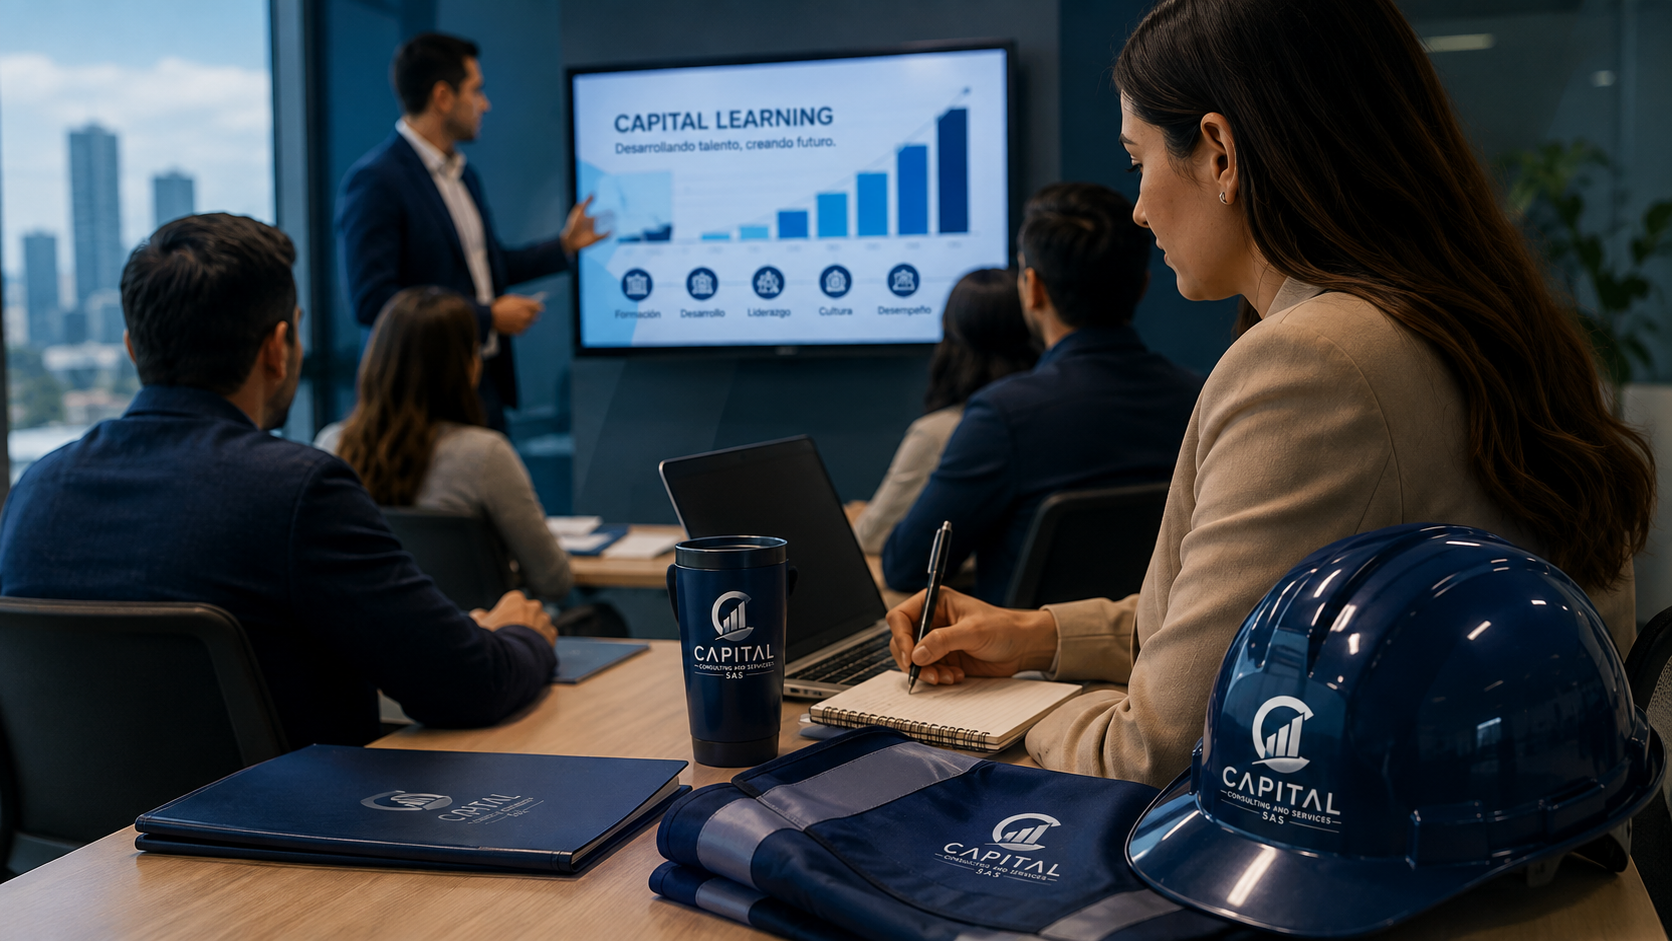 CAPITAL LEARNING
Desarrollando talento, creando futuro.
Formación
Desarrollo
Liderazgo
Cultura
Desempeño
CAPITAL
CONSULTING AND SERVICES
SAS
CAPITAL
CONSULTING AND SERVICES
SAS
CAPITAL
CONSULTING AND SERVICES
SAS
CAPITAL
SAS